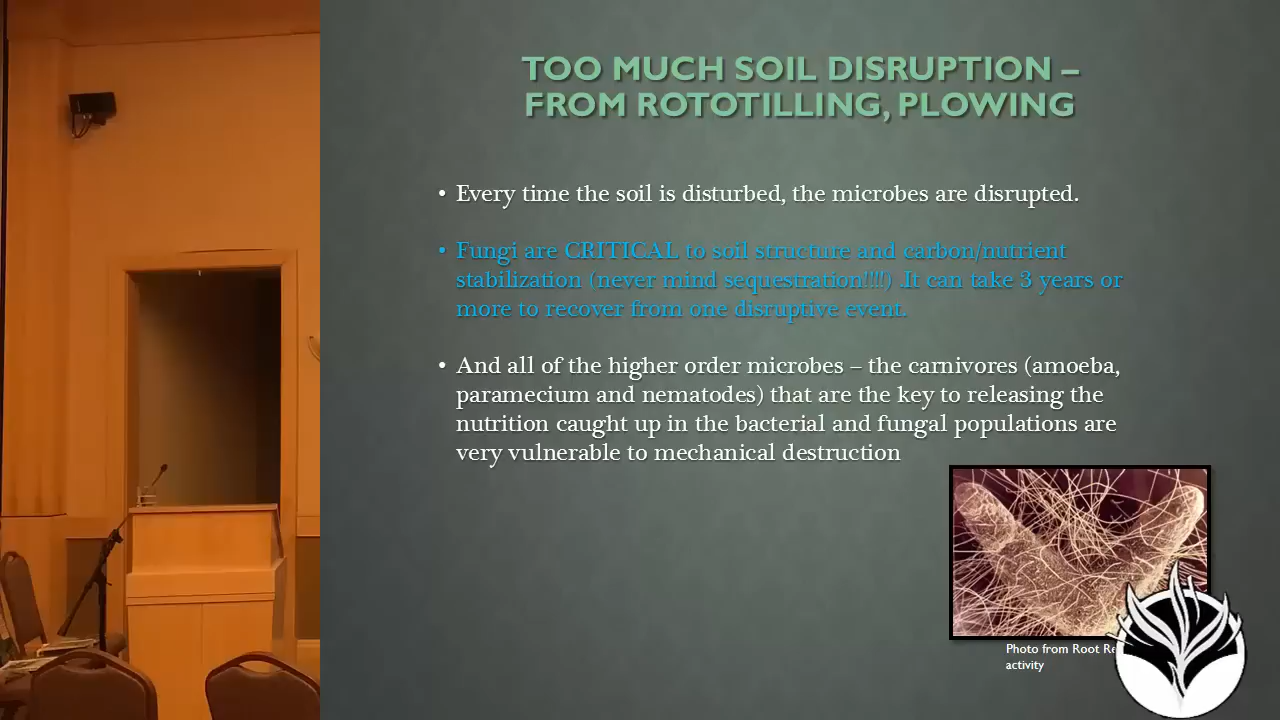 TOO MUCH SOIL DISRUPTION –
FROM ROTOTILLING, PLOWING
• Every time the soil is disturbed, the microbes are disrupted.
• Fungi are CRITICAL to soil structure and carbon/nutrient
stabilization (never mind sequestration!!!!) .It can take 3 years or
more to recover from one disruptive event.
• And all of the higher order microbes – the carnivores (amoeba,
paramecium and nematodes) that are the key to releasing the
nutrition caught up in the bacterial and fungal populations are
very vulnerable to mechanical destruction
Photo from Root
activity